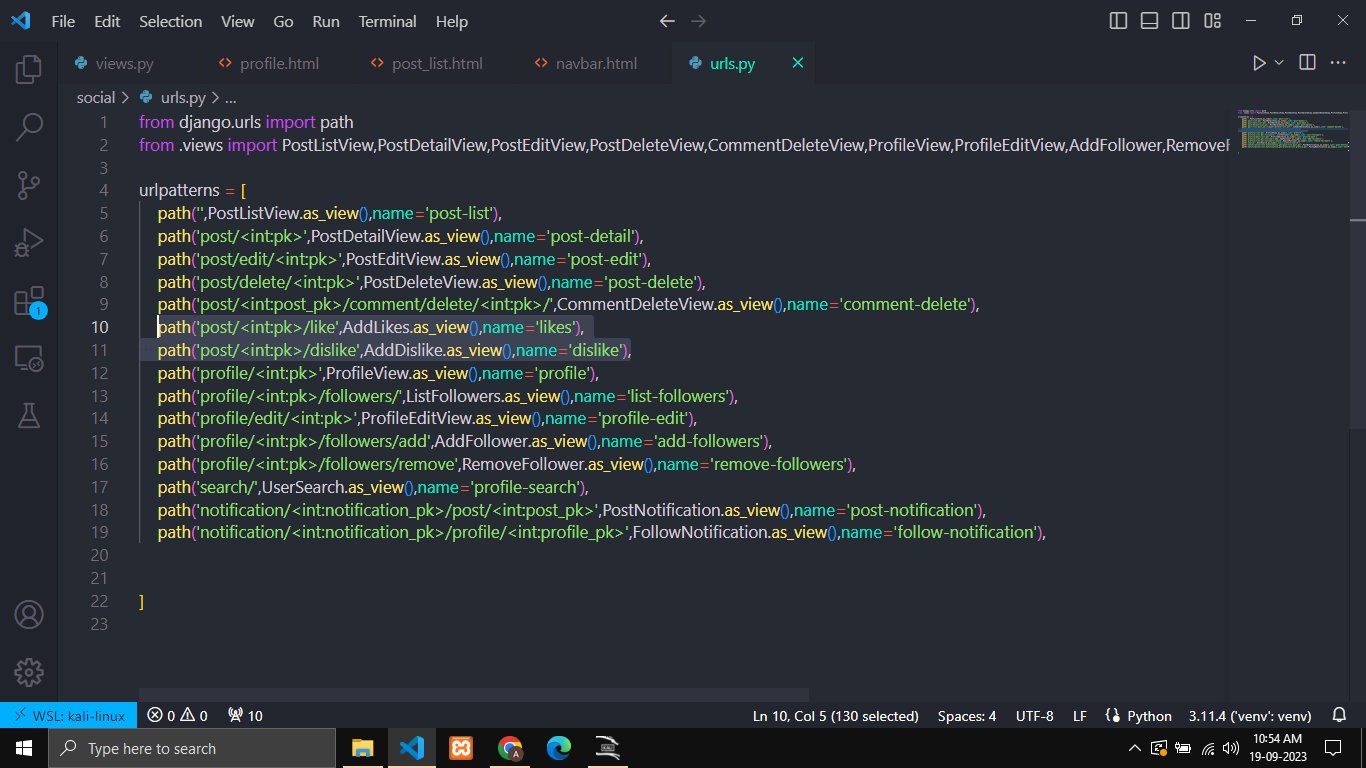 File Edit Selection View Go Run Terminal Help
views.py profile.html post_list.html navbar.html urls.py
social > urls.py > ...
1 from django.urls import path
2 from .views import PostListView,PostDetailView,PostEditView,PostDeleteView,CommentDeleteView,ProfileView,ProfileEditView,AddFollower,RemoveF
3
4 urlpatterns = [
5 path('',PostListView.as_view(),name='post-list'),
6 path('post/<int:pk>',PostDetailView.as_view(),name='post-detail'),
7 path('post/edit/<int:pk>',PostEditView.as_view(),name='post-edit'),
8 path('post/delete/<int:pk>',PostDeleteView.as_view(),name='post-delete'),
9 path('post/<int:post_pk>/comment/delete/<int:pk>/',CommentDeleteView.as_view(),name='comment-delete'),
10 path('post/<int:pk>/like',AddLikes.as_view(),name='likes'),
11 path('post/<int:pk>/dislike',AddDislike.as_view(),name='dislike'),
12 path('profile/<int:pk>',ProfileView.as_view(),name='profile'),
13 path('profile/<int:pk>/followers/',ListFollowers.as_view(),name='list-followers'),
14 path('profile/edit/<int:pk>',ProfileEditView.as_view(),name='profile-edit'),
15 path('profile/<int:pk>/followers/add',AddFollower.as_view(),name='add-followers'),
16 path('profile/<int:pk>/followers/remove',RemoveFollower.as_view(),name='remove-followers'),
17 path('search/',UserSearch.as_view(),name='profile-search'),
18 path('notification/<int:notification_pk>/post/<int:post_pk>',PostNotification.as_view(),name='post-notification'),
19 path('notification/<int:notification_pk>/profile/<int:profile_pk>',FollowNotification.as_view(),name='follow-notification'),
20
21
22 ]
23
1
WSL: kali-linux 0 0 10 Ln 10, Col 5 (130 selected) Spaces: 4 UTF-8 LF Python 3.11.4 ('venv': venv)
Type here to search
10:54 AM
19-09-2023